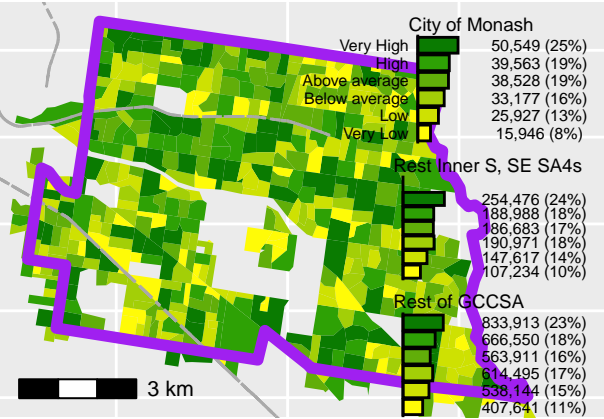 City of Monash
Very High 50,549 (25%)
High 39,563 (19%)
Above average 38,528 (19%)
Below average 33,177 (16%)
Low 25,927 (13%)
Very Low 15,946 (8%)
Rest Inner S, SE SA4s
254,476 (24%)
188,988 (18%)
186,683 (17%)
190,971 (18%)
147,617 (14%)
107,234 (10%)
Rest of GCCSA
833,913 (23%)
666,550 (18%)
563,911 (16%)
614,495 (17%)
538,144 (15%)
407,641 (11%)
3 km